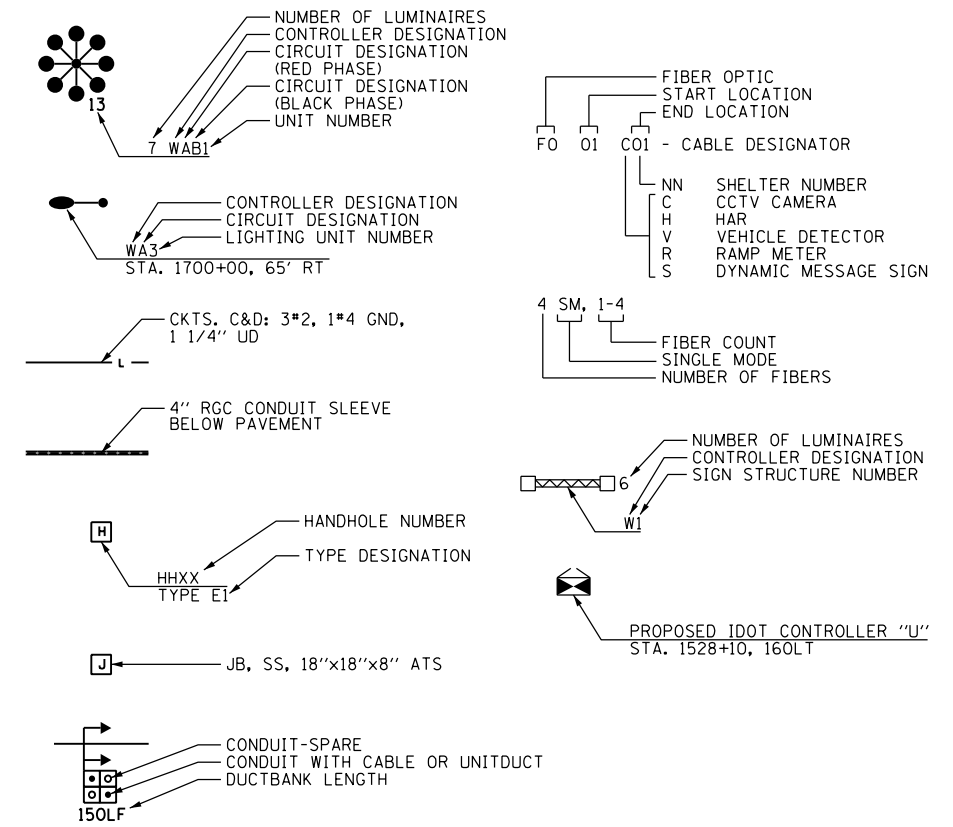 NUMBER OF LUMINAIRES
CONTROLLER DESIGNATION
CIRCUIT DESIGNATION
(RED PHASE)
CIRCUIT DESIGNATION
(BLACK PHASE)
UNIT NUMBER
13
7 WAB1
CONTROLLER DESIGNATION
CIRCUIT DESIGNATION
LIGHTING UNIT NUMBER
WA3
STA. 1700+00, 65' RT
CKTS. C&D: 3#2, 1#4 GND,
1 1/4" UD
L
4" RGC CONDUIT SLEEVE
BELOW PAVEMENT
H
HANDHOLE NUMBER
TYPE DESIGNATION
HHXX
TYPE E1
J
JB, SS, 18"x18"x8" ATS
CONDUIT-SPARE
CONDUIT WITH CABLE OR UNITDUCT
DUCTBANK LENGTH
150LF
FIBER OPTIC
START LOCATION
END LOCATION
FO 01 C01 - CABLE DESIGNATOR
NN SHELTER NUMBER
C CCTV CAMERA
H HAR
V VEHICLE DETECTOR
R RAMP METER
S DYNAMIC MESSAGE SIGN
4 SM, 1-4
FIBER COUNT
SINGLE MODE
NUMBER OF FIBERS
NUMBER OF LUMINAIRES
CONTROLLER DESIGNATION
SIGN STRUCTURE NUMBER
6
W1
PROPOSED IDOT CONTROLLER "U"
STA. 1528+10, 160LT